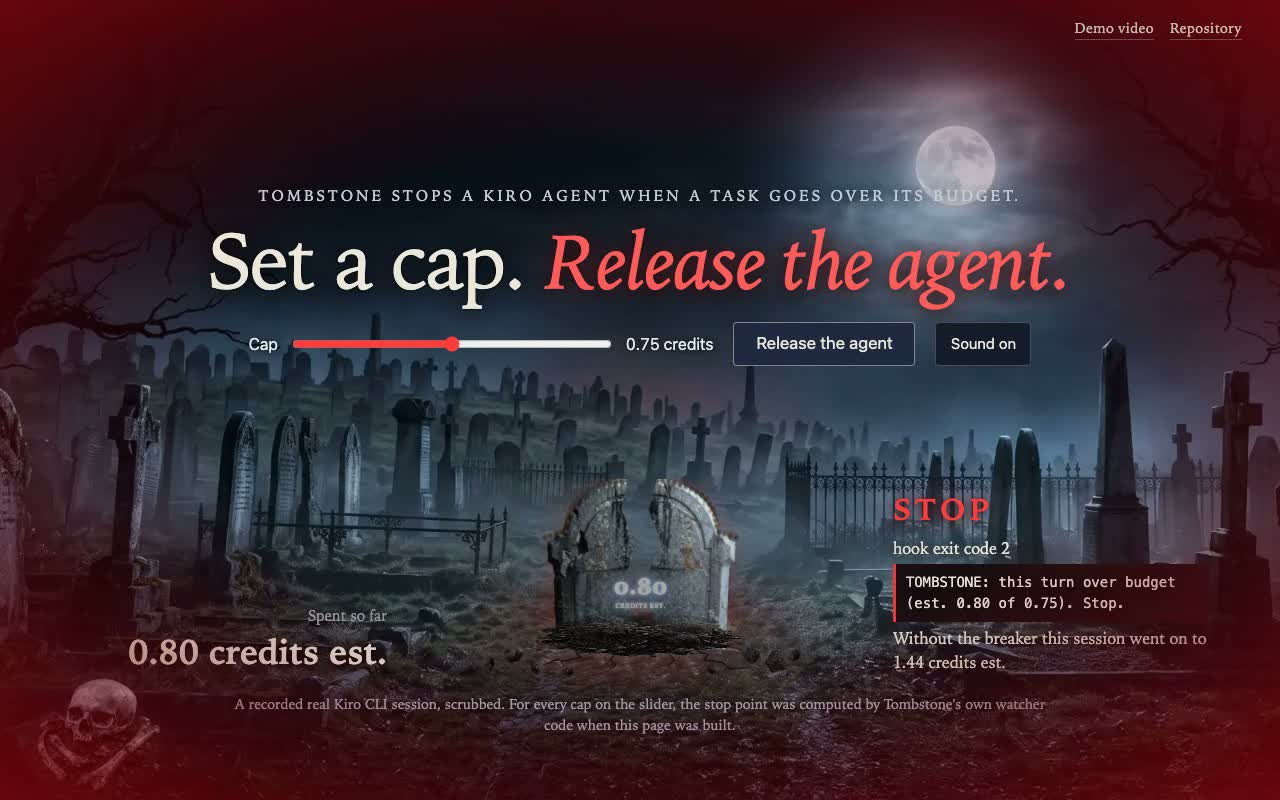 Demo video Repository
TOMBSTONE STOPS A KIRO AGENT WHEN A TASK GOES OVER ITS BUDGET.
Set a cap. Release the agent.
Cap 0.75 credits Release the agent Sound on
STOP
hook exit code 2
TOMBSTONE: this turn over budget
(est. 0.80 of 0.75). Stop.
Without the breaker this session went on to
1.44 credits est.
0.80
CREDITS EST.
Spent so far
0.80 credits est.
A recorded real Kiro CLI session, scrubbed. For every cap on the slider, the stop point was computed by Tombstone's own watcher
code when this page was built.